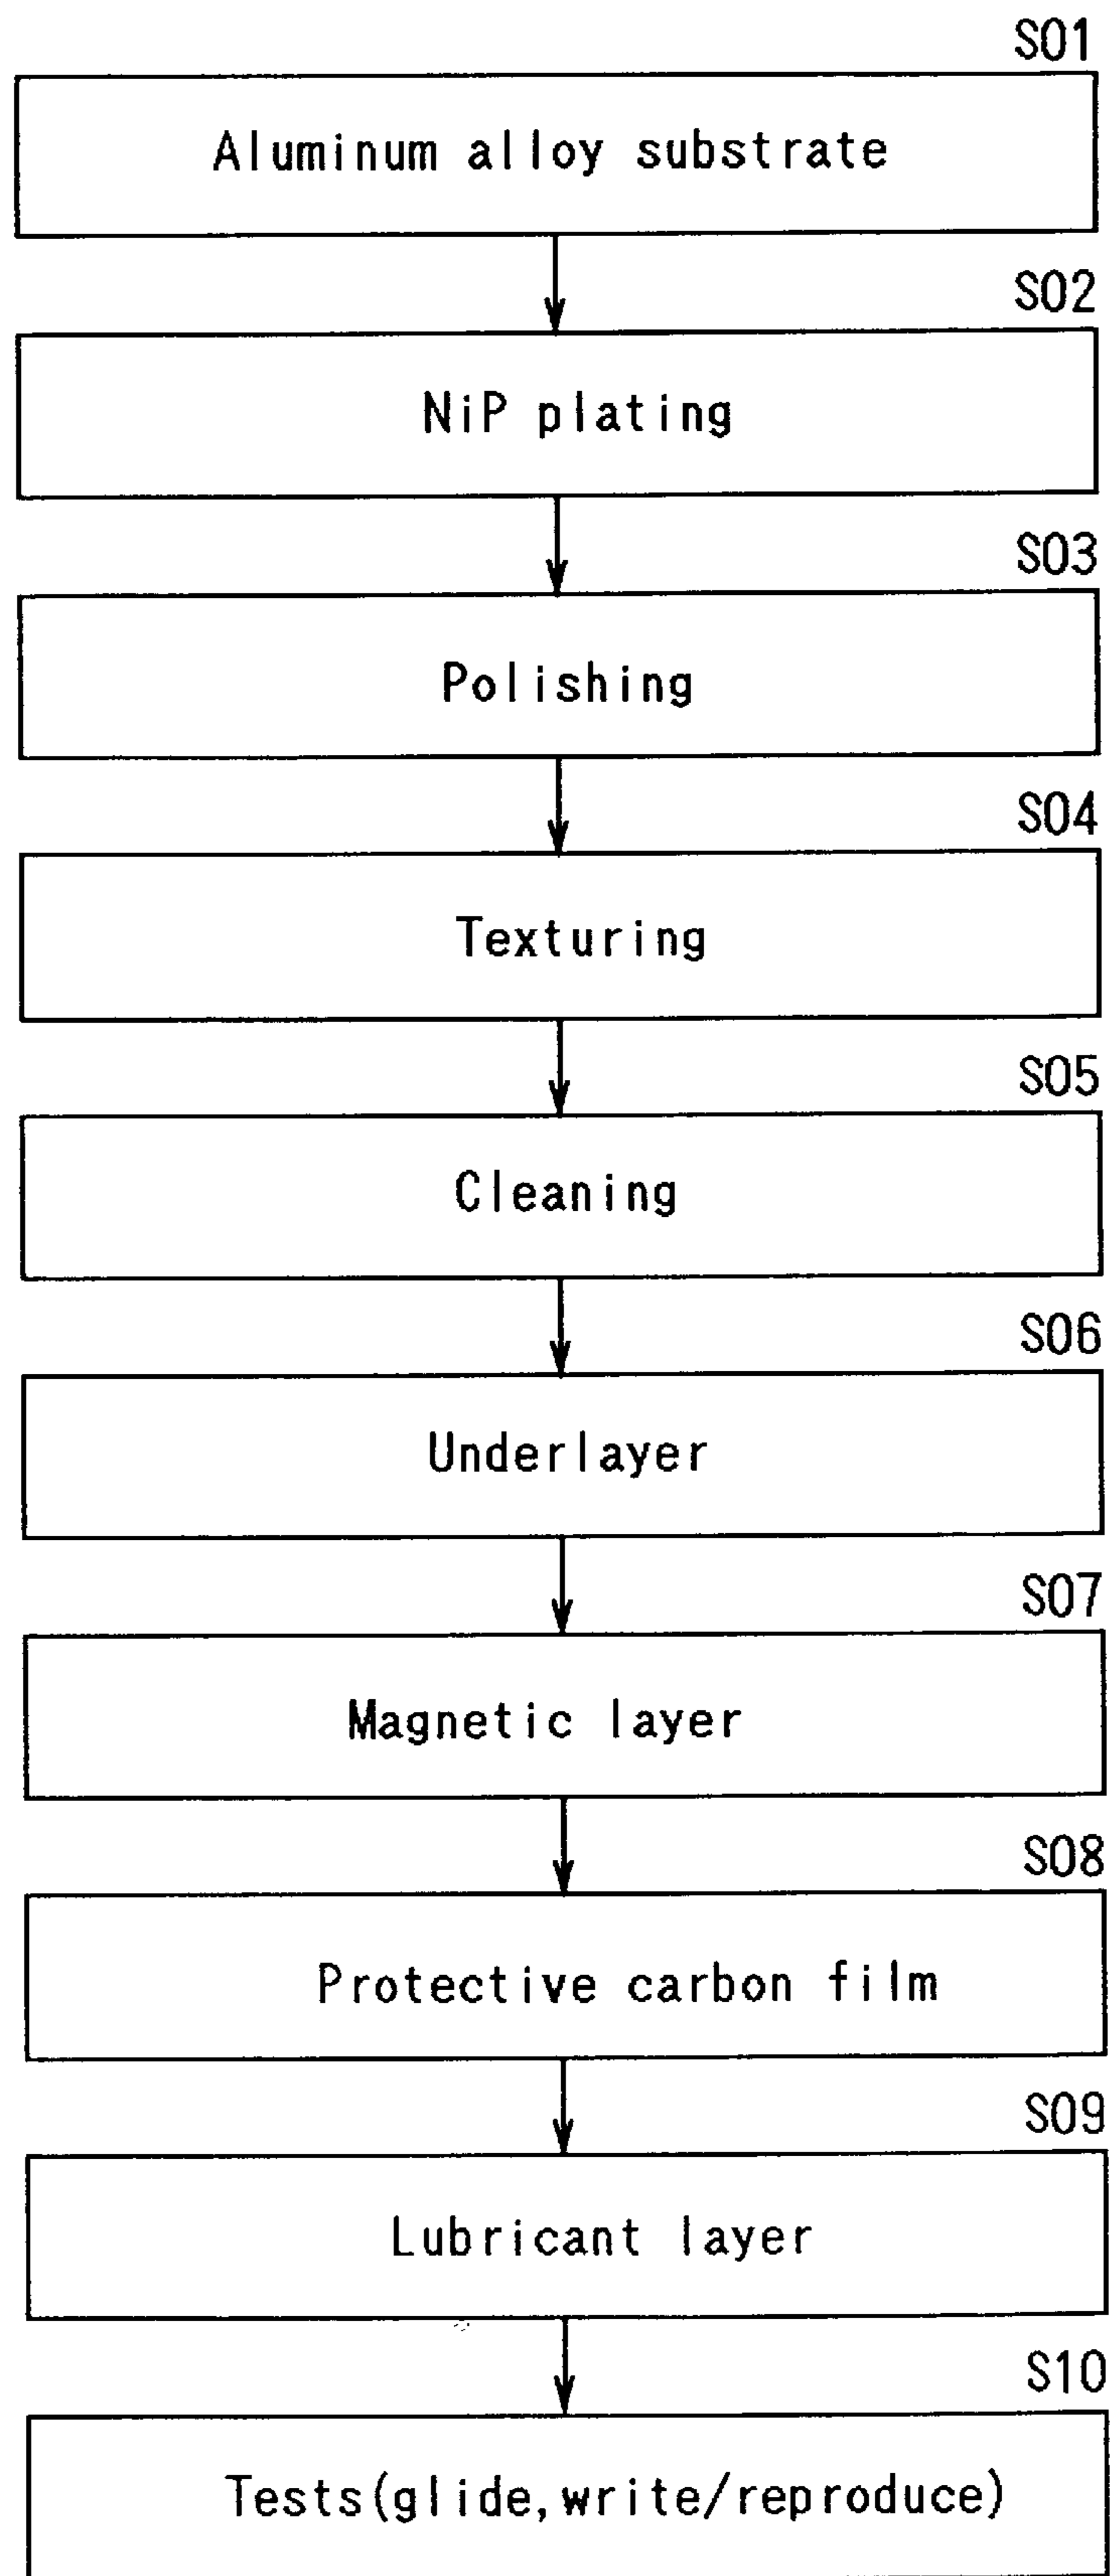 S01
Aluminum alloy substrate
S02
NiP plating
S03
Polishing
S04
Texturing
S05
Cleaning
S06
Underlayer
S07
Magnetic layer
S08
Protective carbon film
S09
Lubricant layer
S10
Tests(glide,write/reproduce)